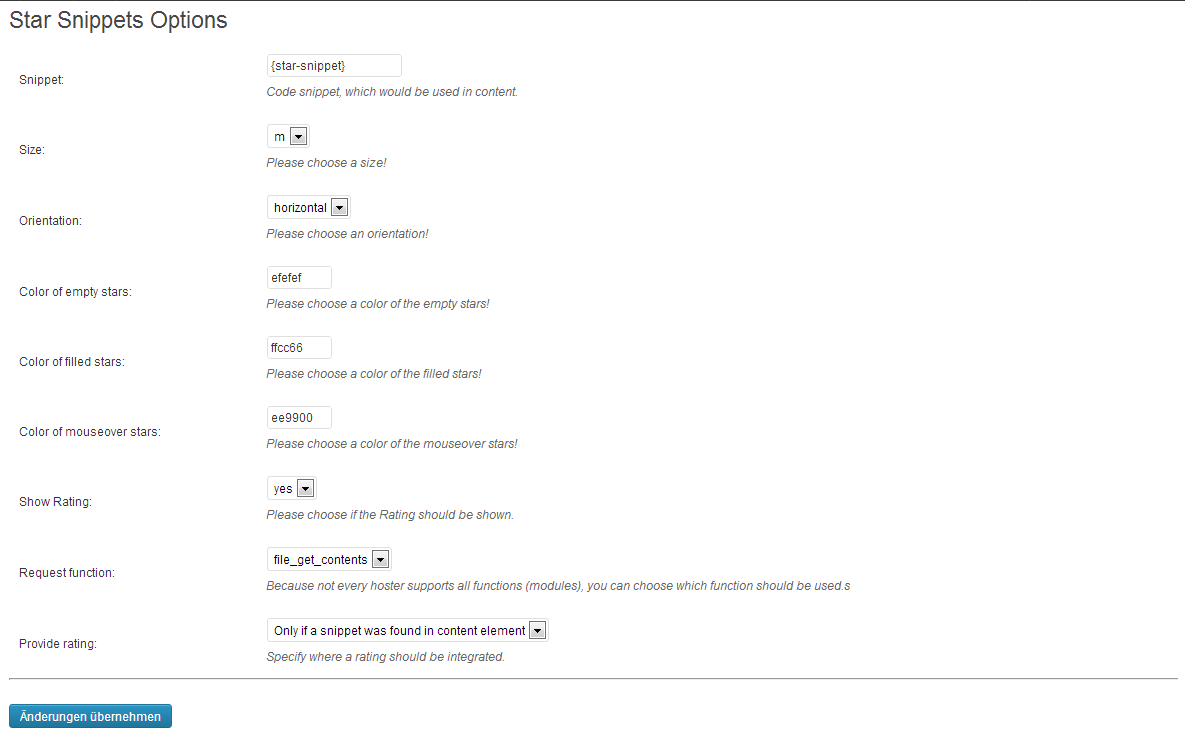 Star Snippets Options
Snippet:
{star-snippet}
Code snippet, which would be used in content.
Size:
m
Please choose a size!
Orientation:
horizontal
Please choose an orientation!
Color of empty stars:
efefef
Please choose a color of the empty stars!
Color of filled stars:
ffcc66
Please choose a color of the filled stars!
Color of mouseover stars:
ee9900
Please choose a color of the mouseover stars!
Show Rating:
yes
Please choose if the Rating should be shown.
Request function:
file_get_contents
Because not every hoster supports all functions (modules), you can choose which function should be used.s
Provide rating:
Only if a snippet was found in content element
Specify where a rating should be integrated.
Änderungen übernehmen